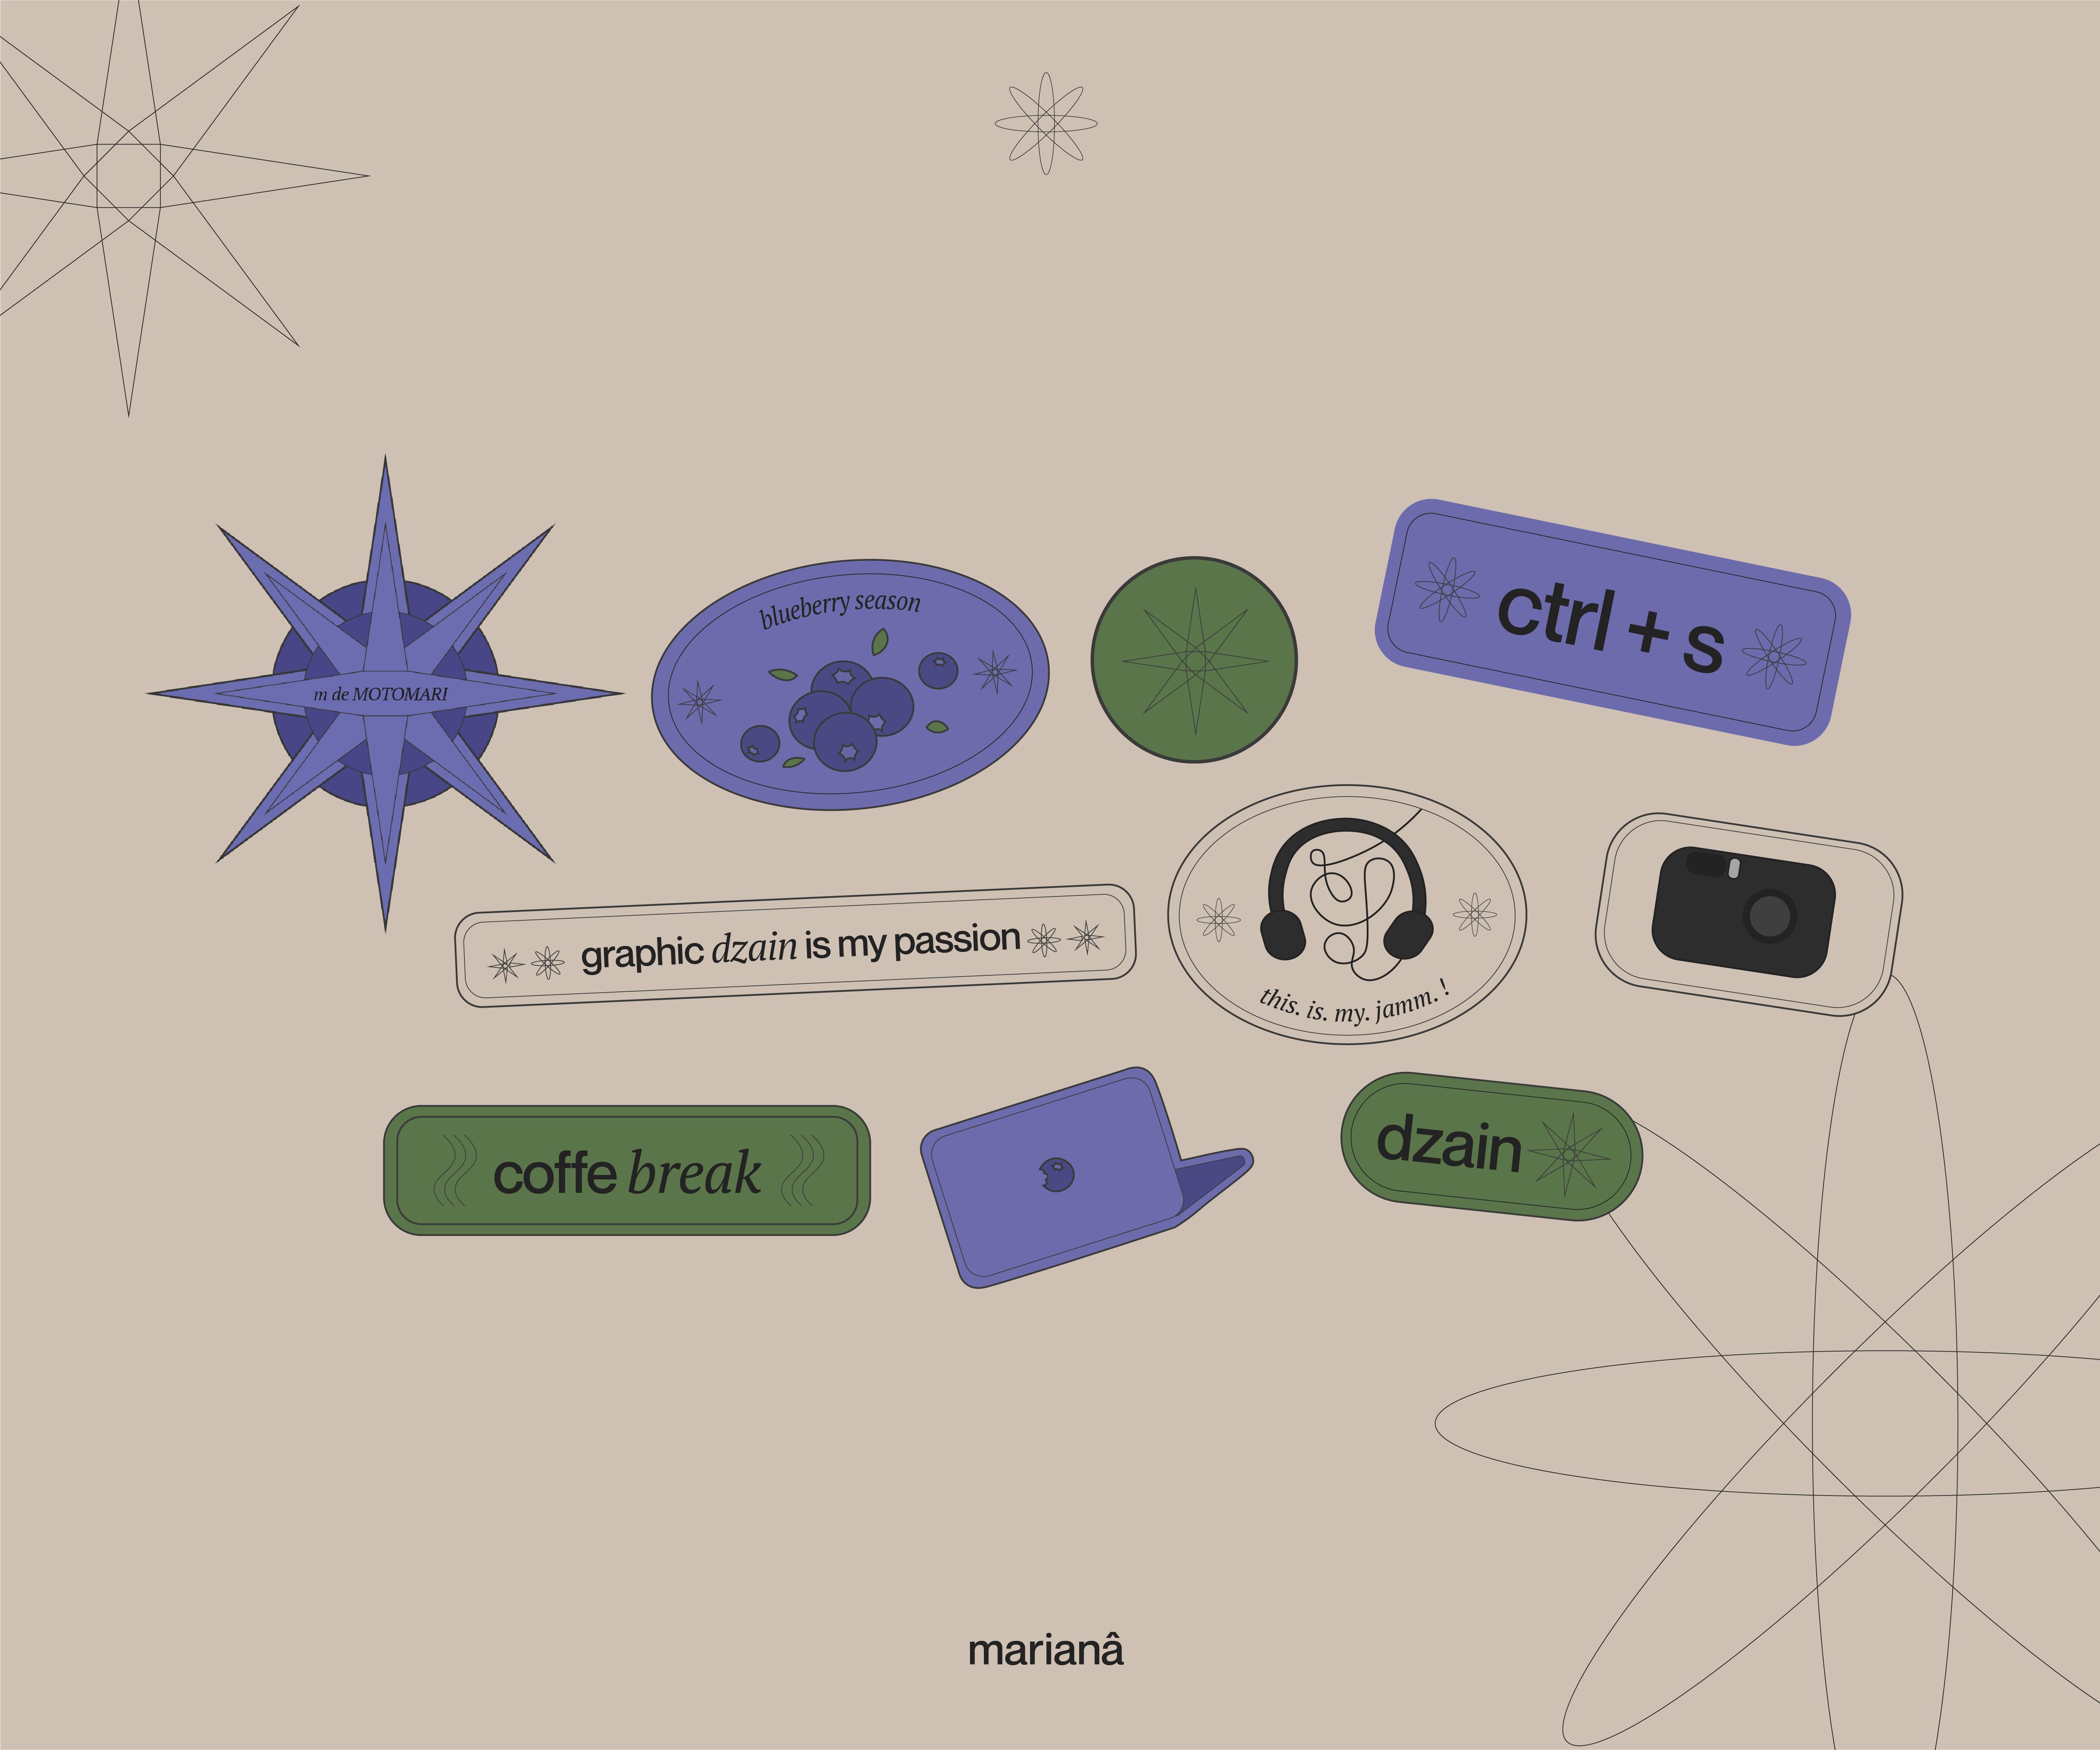 ctrl + s
blueberry season
m de MOTOMARI
graphic dzain is my passion
this. is. my. jamm. !
coffe break
dzain
marianâ